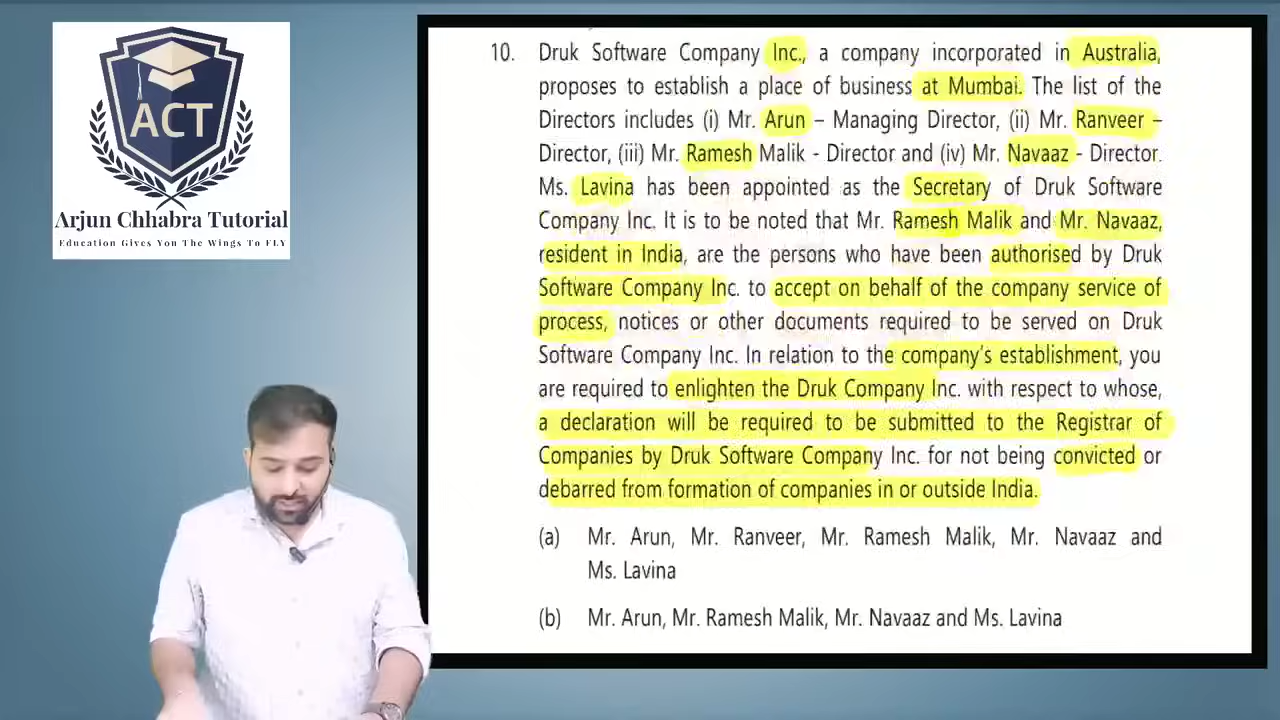 ACT
Arjun Chhabra Tutorial
Education Gives You The Wings To FLY
10. Druk Software Company Inc., a company incorporated in Australia,
proposes to establish a place of business at Mumbai. The list of the
Directors includes (i) Mr. Arun – Managing Director, (ii) Mr. Ranveer –
Director, (iii) Mr. Ramesh Malik - Director and (iv) Mr. Navaaz - Director.
Ms. Lavina has been appointed as the Secretary of Druk Software
Company Inc. It is to be noted that Mr. Ramesh Malik and Mr. Navaaz,
resident in India, are the persons who have been authorised by Druk
Software Company Inc. to accept on behalf of the company service of
process, notices or other documents required to be served on Druk
Software Company Inc. In relation to the company's establishment, you
are required to enlighten the Druk Company Inc. with respect to whose,
a declaration will be required to be submitted to the Registrar of
Companies by Druk Software Company Inc. for not being convicted or
debarred from formation of companies in or outside India.
(a) Mr. Arun, Mr. Ranveer, Mr. Ramesh Malik, Mr. Navaaz and
Ms. Lavina
(b) Mr. Arun, Mr. Ramesh Malik, Mr. Navaaz and Ms. Lavina